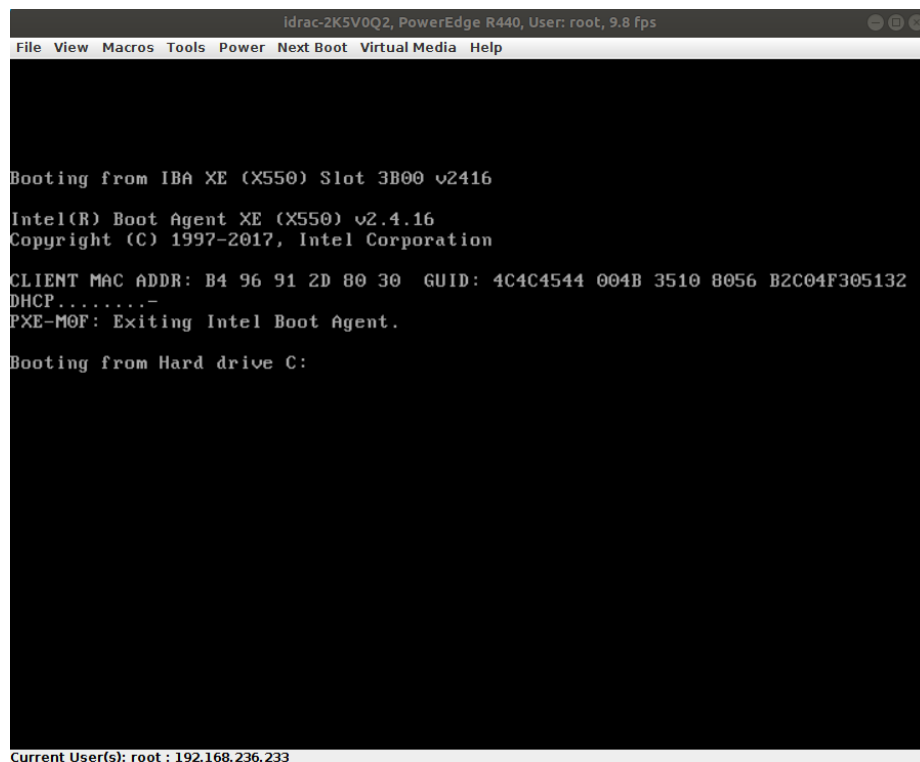 idrac-2K5V0Q2, PowerEdge R440, User: root, 9.8 fps
File View Macros Tools Power Next Boot Virtual Media Help
Booting from IBA XE (X550) Slot 3B00 v2416
Intel(R) Boot Agent XE (X550) v2.4.16
Copyright (C) 1997-2017, Intel Corporation
CLIENT MAC ADDR: B4 96 91 2D 80 30 GUID: 4C4C4544 004B 3510 8056 B2C04F305132
DHCP........-
PXE-M0F: Exiting Intel Boot Agent.
Booting from Hard drive C:
Current User(s): root : 192.168.236.233